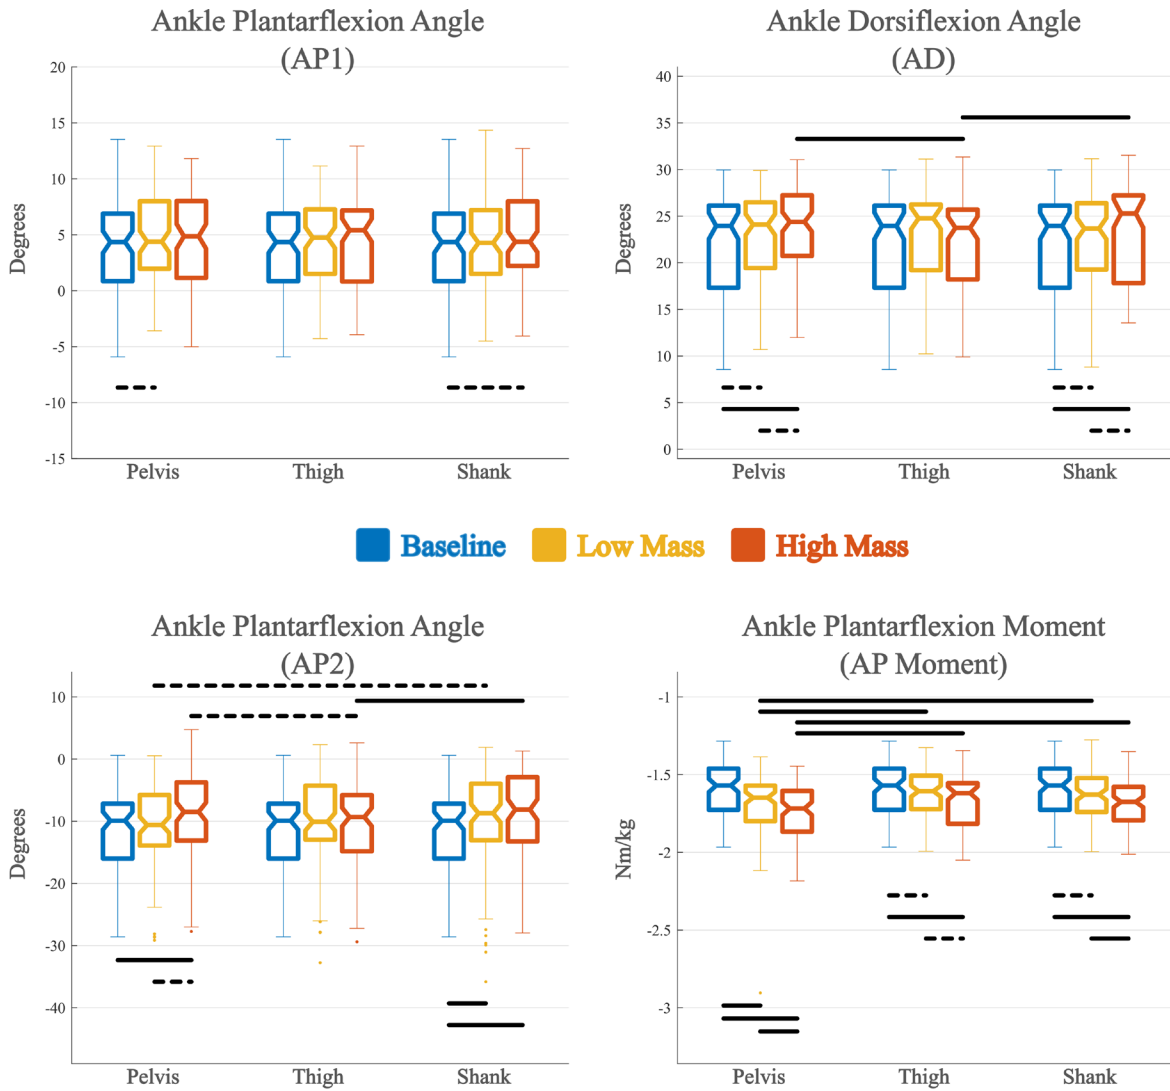 Ankle Plantarflexion Angle
(AP1)
20
15
10
5
0
-5
-10
-15
Degrees
Pelvis Thigh Shank
Ankle Dorsiflexion Angle
(AD)
40
35
30
25
20
15
10
5
0
Degrees
Pelvis Thigh Shank
Baseline Low Mass High Mass
Ankle Plantarflexion Angle
(AP2)
10
0
-10
-20
-30
-40
Degrees
Pelvis Thigh Shank
Ankle Plantarflexion Moment
(AP Moment)
-1
-1.5
-2
-2.5
-3
Nm/kg
Pelvis Thigh Shank